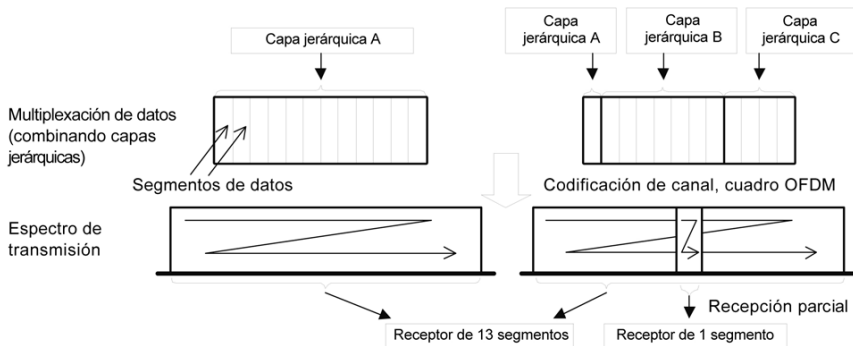 Capa jerárquica A
Capa
jerárquica A
Capa
jerárquica B
Capa
jerárquica C
Multiplexación de datos
(combinando capas
jerárquicas)
Segmentos de datos
Codificación de canal, cuadro OFDM
Espectro de
transmisión
Recepción parcial
Receptor de 13 segmentos
Receptor de 1 segmento